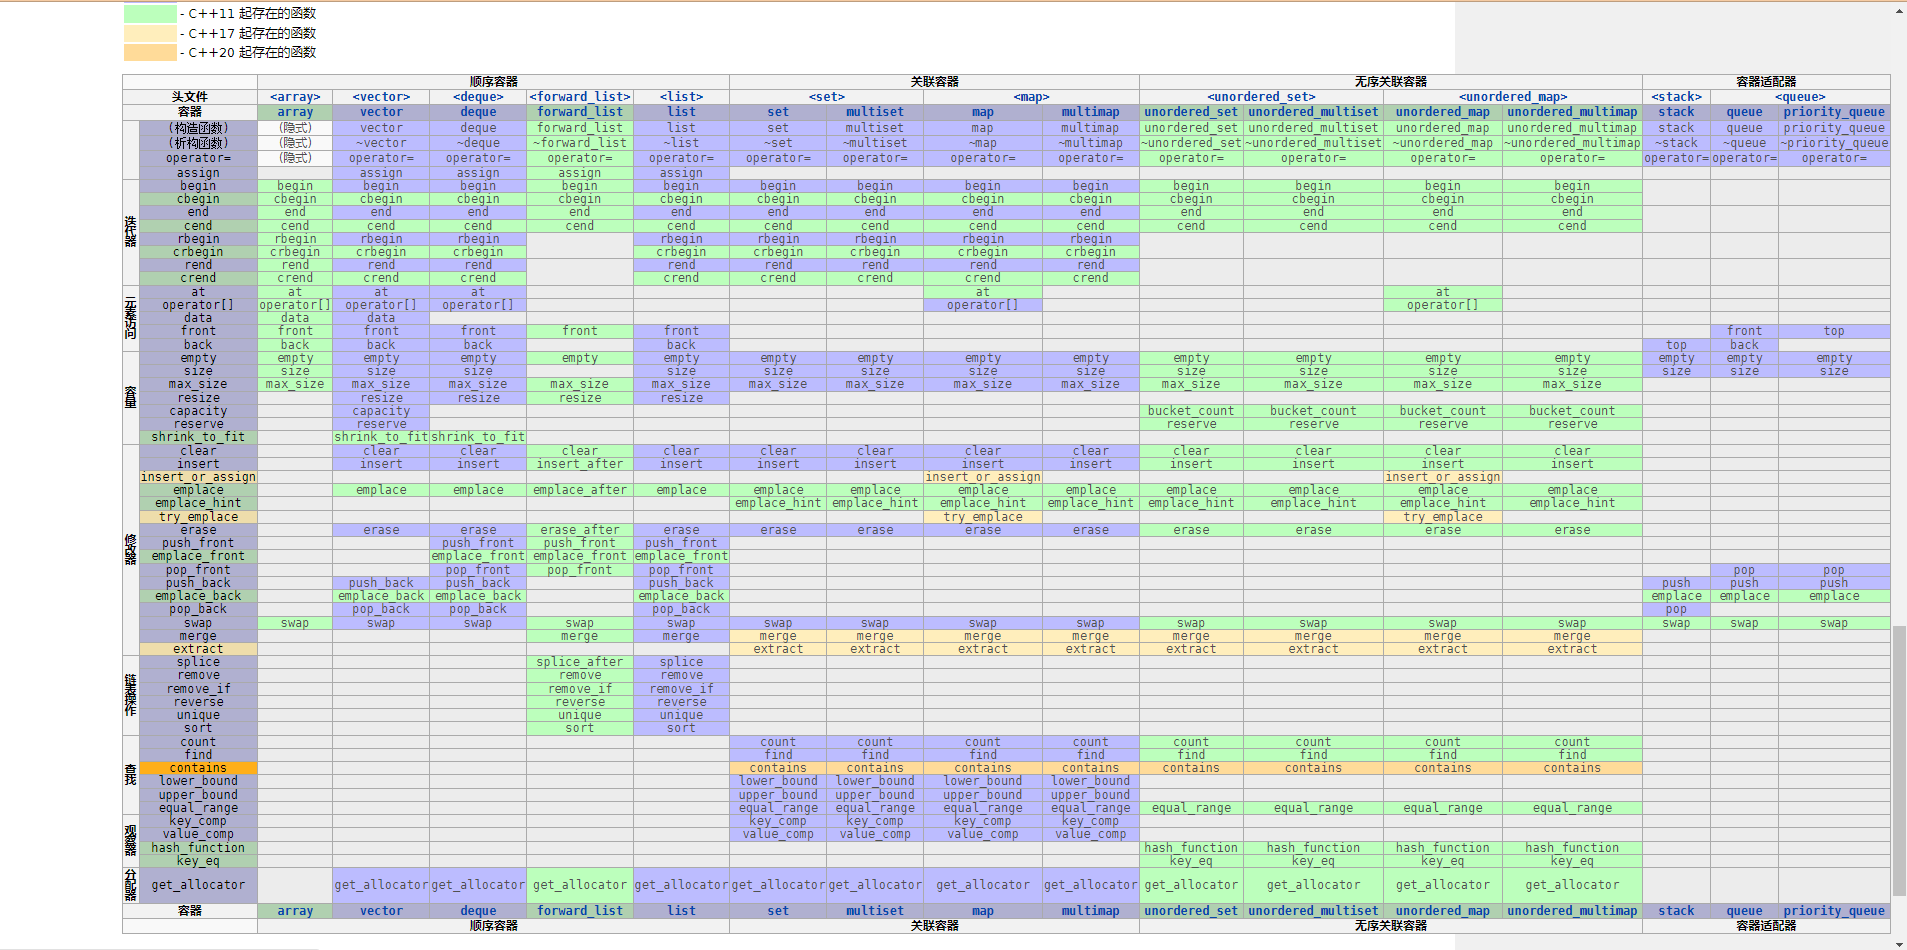 - C++11 起存在的函数
- C++17 起存在的函数
- C++20 起存在的函数
顺序容器 关联容器 无序关联容器 容器适配器
头文件 <array> <vector> <deque> <forward_list> <list> <set> <map> <unordered_set> <unordered_map> <stack> <queue>
容器 array vector deque forward_list list set multiset map multimap unordered_set unordered_multiset unordered_map unordered_multimap stack queue priority_queue
(构造函数) (隐式) vector deque forward_list list set multiset map multimap unordered_set unordered_multiset unordered_map unordered_multimap stack queue priority_queue
(析构函数) (隐式) ~vector ~deque ~forward_list ~list ~set ~multiset ~map ~multimap ~unordered_set ~unordered_multiset ~unordered_map ~unordered_multimap ~stack ~queue ~priority_queue
operator= (隐式) operator= operator= operator= operator= operator= operator= operator= operator= operator= operator= operator= operator= operator= operator= operator=
assign assign assign assign assign
迭代器
begin begin begin begin begin begin begin begin begin begin begin begin begin begin
cbegin cbegin cbegin cbegin cbegin cbegin cbegin cbegin cbegin cbegin cbegin cbegin cbegin cbegin
end end end end end end end end end end end end end end
cend cend cend cend cend cend cend cend cend cend cend cend cend cend
rbegin rbegin rbegin rbegin rbegin rbegin rbegin rbegin rbegin
crbegin crbegin crbegin crbegin crbegin crbegin crbegin crbegin crbegin
rend rend rend rend rend rend rend rend rend
crend crend crend crend crend crend crend crend crend
元素访问
at at at at at at
operator[] operator[] operator[] operator[] operator[] operator[]
data data data
front front front front front front front top
back back back back back top back
容量
empty empty empty empty empty empty empty empty empty empty empty empty empty empty empty empty empty
size size size size size size size size size size size size size size size size
max_size max_size max_size max_size max_size max_size max_size max_size max_size max_size max_size max_size max_size max_size
resize resize resize resize resize
capacity capacity bucket_count bucket_count bucket_count bucket_count
reserve reserve reserve reserve reserve reserve
shrink_to_fit shrink_to_fit shrink_to_fit
修改器
clear clear clear clear clear clear clear clear clear clear clear clear clear
insert insert insert insert_after insert insert insert insert insert insert insert insert insert
insert_or_assign insert_or_assign insert_or_assign
emplace emplace emplace emplace_after emplace emplace emplace emplace emplace emplace emplace emplace emplace
emplace_hint emplace_hint emplace_hint emplace_hint emplace_hint emplace_hint emplace_hint emplace_hint emplace_hint
try_emplace try_emplace try_emplace
erase erase erase erase_after erase erase erase erase erase erase erase erase erase
push_front push_front push_front push_front
emplace_front emplace_front emplace_front emplace_front
pop_front pop_front pop_front pop_front pop pop
push_back push_back push_back push_back push push push
emplace_back emplace_back emplace_back emplace_back emplace emplace emplace
pop_back pop_back pop_back pop_back pop
swap swap swap swap swap swap swap swap swap swap swap swap swap swap swap swap swap
merge merge merge merge merge merge merge merge merge merge merge
extract extract extract extract extract extract extract extract extract
链表操作
splice splice_after splice
remove remove remove
remove_if remove_if remove_if
reverse reverse reverse
unique unique unique
sort sort sort
查找
count count count count count count count count count
find find find find find find find find find
contains contains contains contains contains contains contains contains contains
lower_bound lower_bound lower_bound lower_bound lower_bound
upper_bound upper_bound upper_bound upper_bound upper_bound
equal_range equal_range equal_range equal_range equal_range equal_range equal_range equal_range equal_range
观察器
key_comp key_comp key_comp key_comp key_comp
value_comp value_comp value_comp value_comp value_comp
hash_function hash_function hash_function hash_function hash_function
key_eq key_eq key_eq key_eq key_eq
分配器
get_allocator get_allocator get_allocator get_allocator get_allocator get_allocator get_allocator get_allocator get_allocator get_allocator get_allocator get_allocator get_allocator
容器 array vector deque forward_list list set multiset map multimap unordered_set unordered_multiset unordered_map unordered_multimap stack queue priority_queue
顺序容器 关联容器 无序关联容器 容器适配器